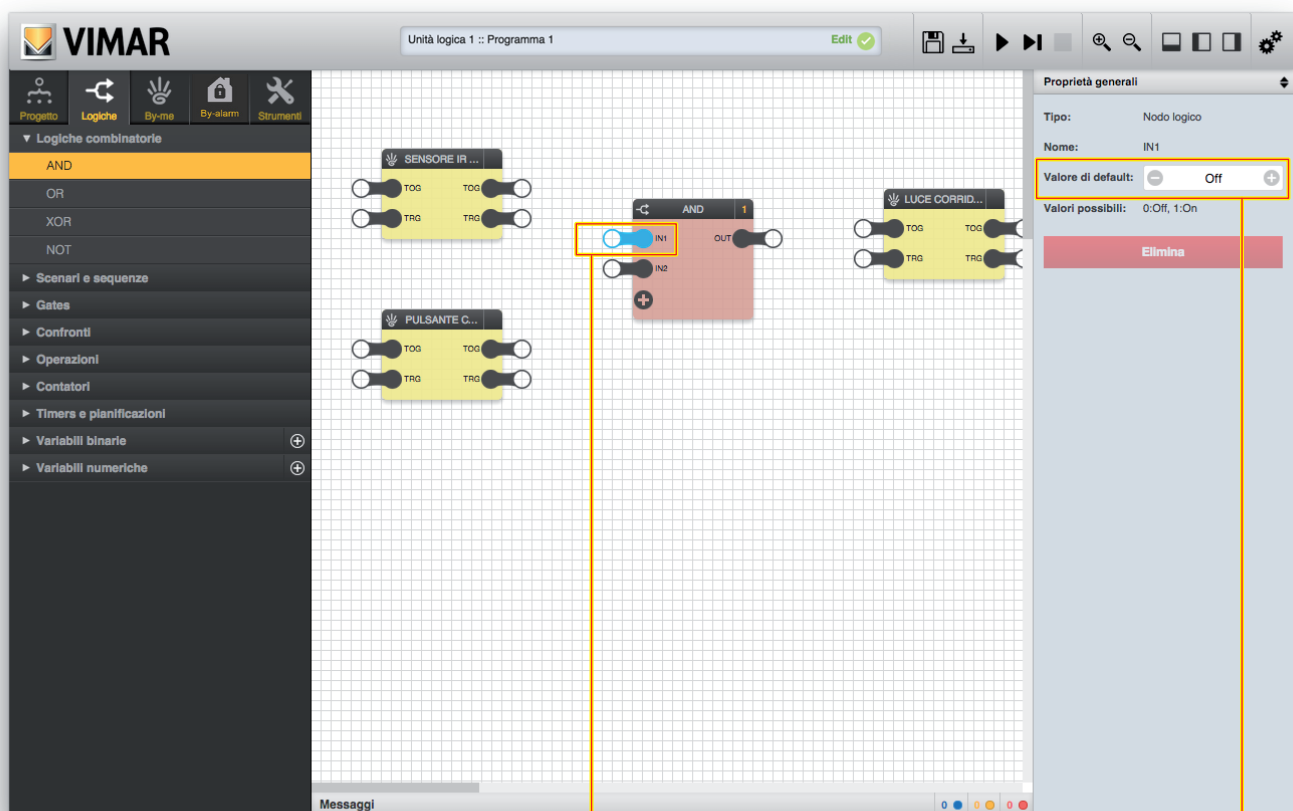 VIMAR
Unità logica 1 :: Programma 1 Edit
Progetto Logiche By-me By-alarm Strumenti
▼ Logiche combinatorie
AND
OR
XOR
NOT
► Scenari e sequenze
► Gates
► Confronti
► Operazioni
► Contatori
► Timers e planificazioni
► Variabili binarie
► Variabili numeriche
SENSORE IR ...
TOG TOG
TRG TRG
PULSANTE C...
TOG TOG
TRG TRG
AND 1
IN1 OUT
IN2
LUCE CORRID...
TOG TOG
TRG TRG
Messaggi 0 0 0
Proprietà generali
Tipo: Nodo logico
Nome: IN1
Valore di default: Off
Valori possibili: 0:Off, 1:On
Elimina